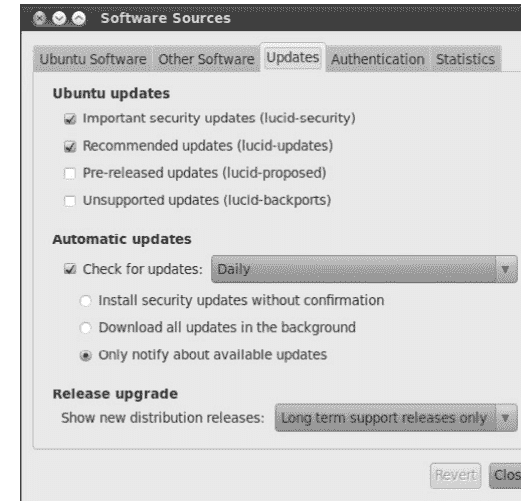 Software Sources
Ubuntu Software Other Software Updates Authentication Statistics
Ubuntu updates
Important security updates (lucid-security)
Recommended updates (lucid-updates)
Pre-released updates (lucid-proposed)
Unsupported updates (lucid-backports)
Automatic updates
Check for updates: Daily
Install security updates without confirmation
Download all updates in the background
Only notify about available updates
Release upgrade
Show new distribution releases: Long term support releases only
Revert Clos